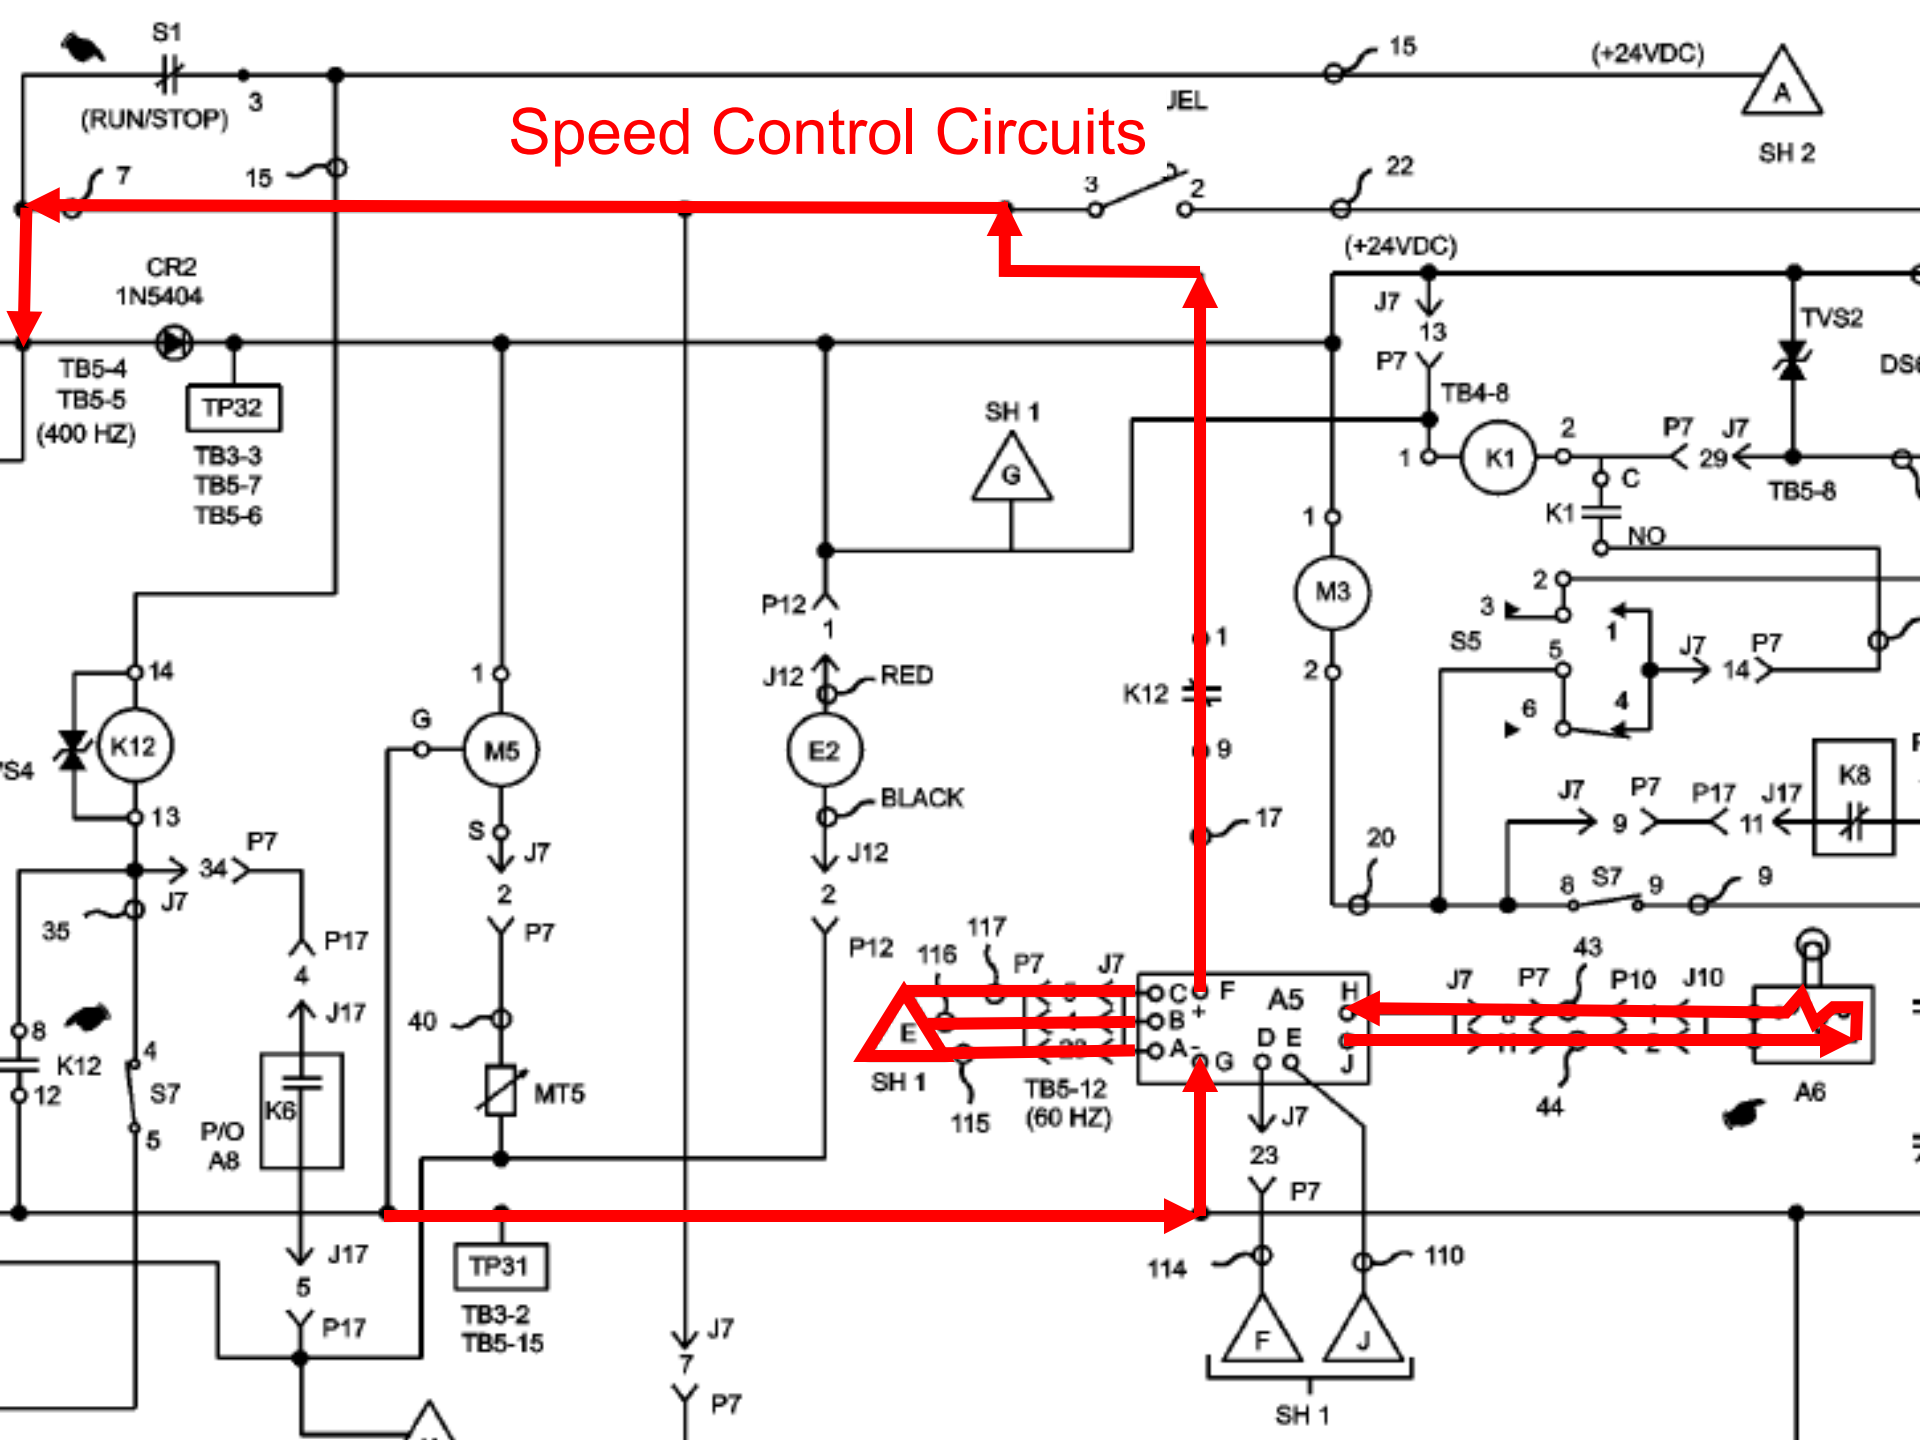 S1
15
(+24VDC)
A
3
(RUN/STOP)
JEL
Speed Control Circuits
SH 2
7
15
3
2
22
(+24VDC)
CR2
1N5404
J7
13
P7
TVS2
TB5-4
TB5-5
(400 HZ)
TP32
TB4-8
SH 1
G
TB3-3
TB5-7
TB5-6
1
K1
2
P7
J7
29
TB5-8
C
K1
NO
1
M3
2
P12
1
J12
RED
1
K12
9
2
3
S5
1
5
J7
14
P7
6
4
14
K12
13
1
G
M5
S
J7
E2
BLACK
J12
17
K8
J7
9
P7
P17
11
J17
20
8
S7
9
9
34
P7
J7
35
2
P7
2
P12
P17
4
J17
40
117
116
P7
J7
E
SH 1
115
TB5-12
(60 HZ)
C
F
+
B
A
-
G
A5
D
E
H
J
J7
P7
43
P10
J10
44
A6
8
K12
12
4
S7
5
K6
P/O
A8
MT5
J7
23
P7
J17
5
P17
TP31
TB3-2
TB5-15
J7
7
P7
114
110
F
J
SH 1